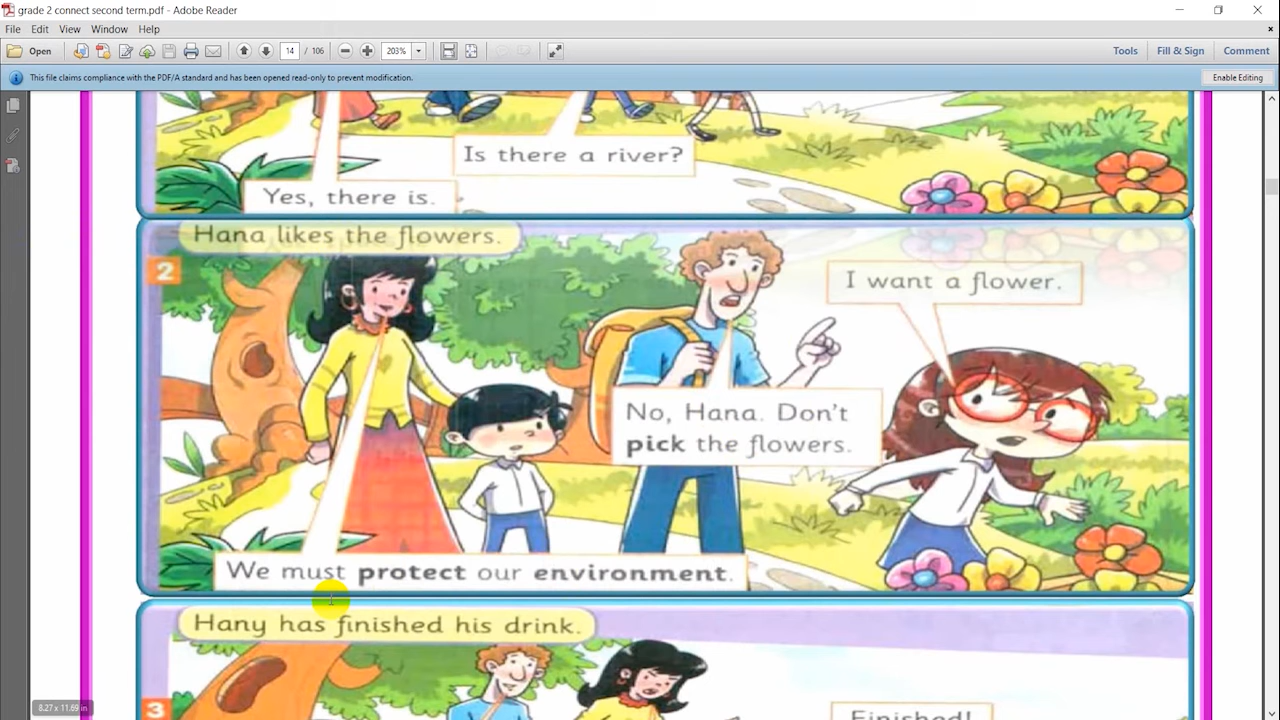 grade 2 connect second term.pdf - Adobe Reader
File Edit View Window Help
Open 14 / 106 203% Tools Fill & Sign Comment
This file claims compliance with the PDF/A standard and has been opened read-only to prevent modification. Enable Editing
Is there a river?
Yes, there is.
Hana likes the flowers.
2
I want a flower.
No, Hana. Don't
pick the flowers.
We must protect our environment.
Hany has finished his drink.
3
Finished!
8.27 x 11.69 in